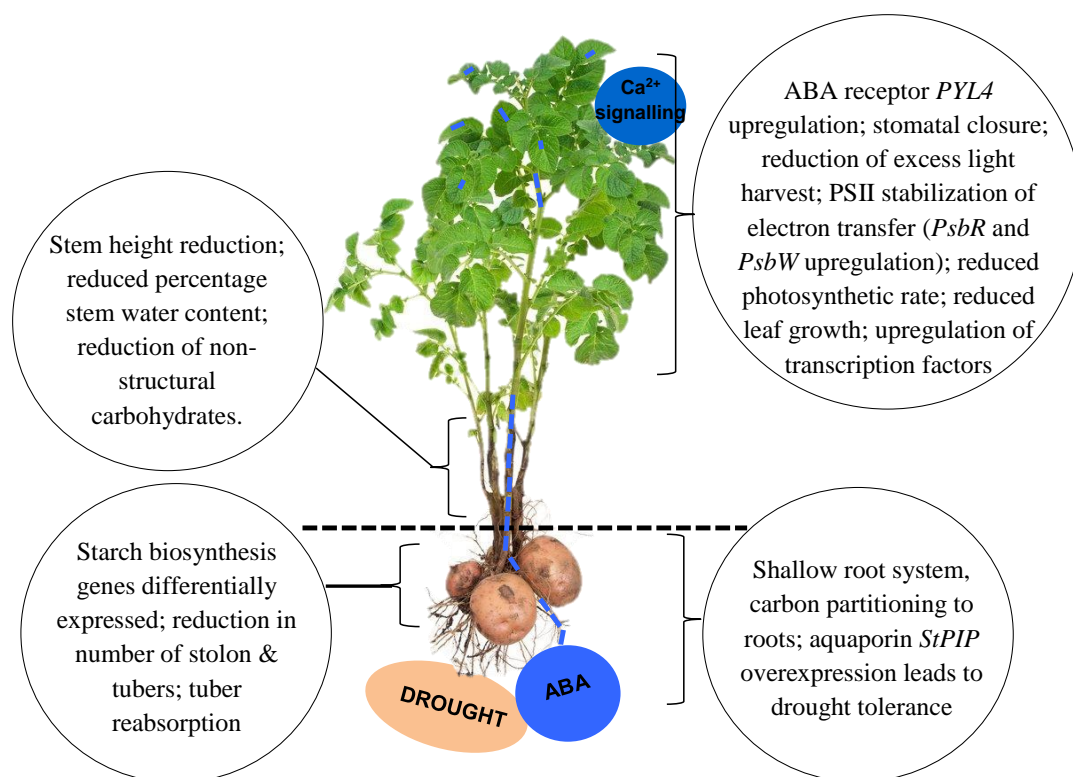 Ca²⁺
signalling
ABA receptor PYL4
upregulation; stomatal closure;
reduction of excess light
harvest; PSII stabilization of
electron transfer (PsbR and
PsbW upregulation); reduced
photosynthetic rate; reduced
leaf growth; upregulation of
transcription factors
Stem height reduction;
reduced percentage
stem water content;
reduction of non-
structural
carbohydrates.
Starch biosynthesis
genes differentially
expressed; reduction in
number of stolon &
tubers; tuber
reabsorption
Shallow root system,
carbon partitioning to
roots; aquaporin StPIP
overexpression leads to
drought tolerance
DROUGHT
ABA